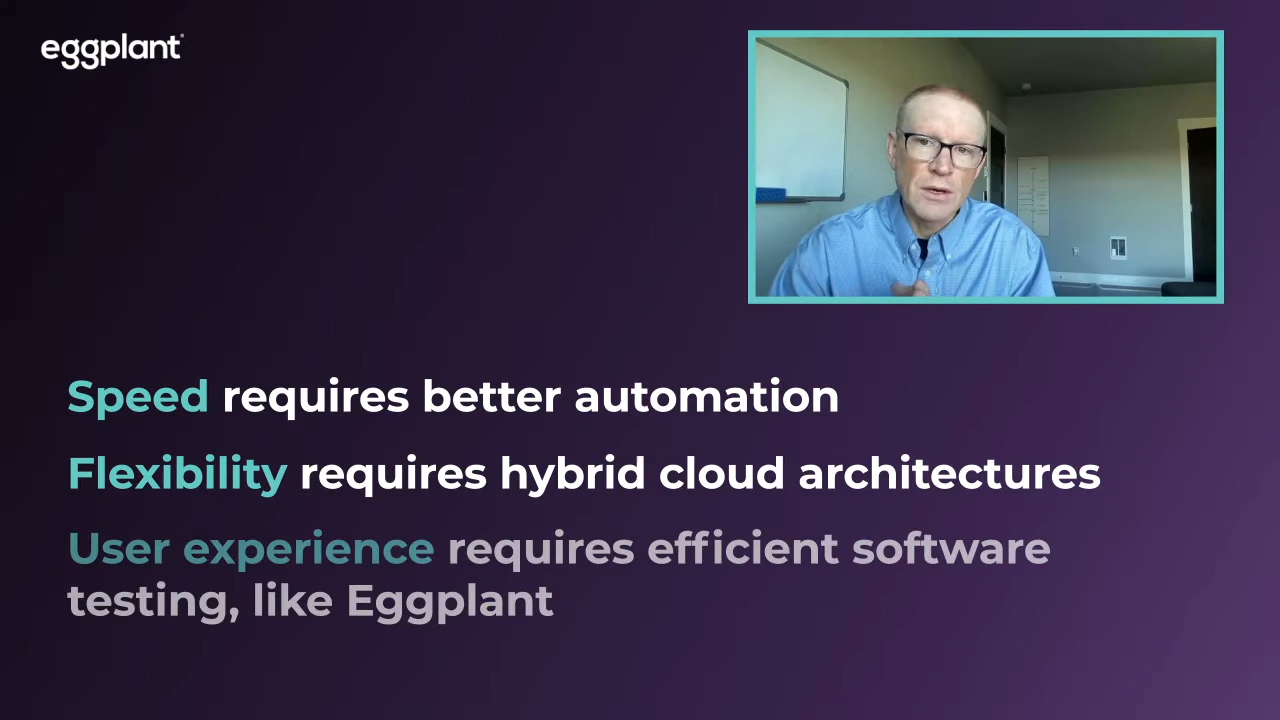 eggplant
Speed requires better automation
Flexibility requires hybrid cloud architectures
User experience requires efficient software
testing, like Eggplant